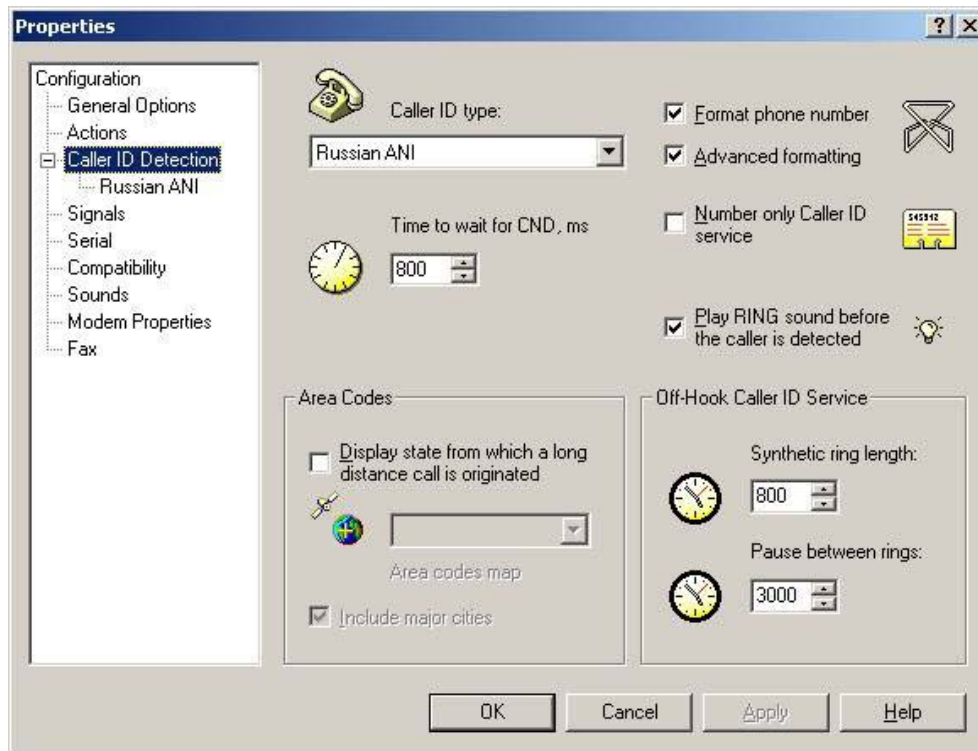 Properties
Configuration
General Options
Actions
Caller ID Detection
Russian ANI
Signals
Serial
Compatibility
Sounds
Modem Properties
Fax
Caller ID type:
Russian ANI
Time to wait for CND, ms
800
Format phone number
Advanced formatting
Number only Caller ID
service
545912
Play RING sound before
the caller is detected
Area Codes
Display state from which a long
distance call is originated
Area codes map
Include major cities
Off-Hook Caller ID Service
Synthetic ring length:
800
Pause between rings:
3000
OK
Cancel
Apply
Help